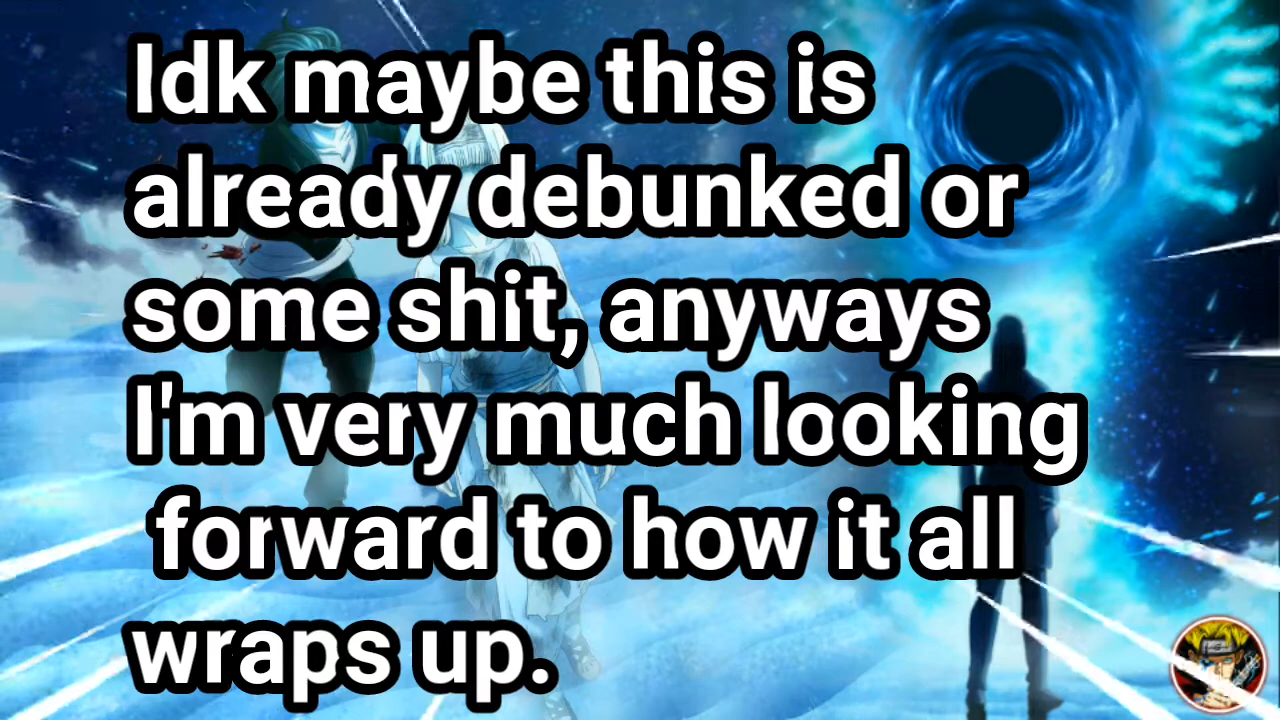 Idk maybe this is
already debunked or
some shit, anyways
I'm very much looking
forward to how it all
wraps up.